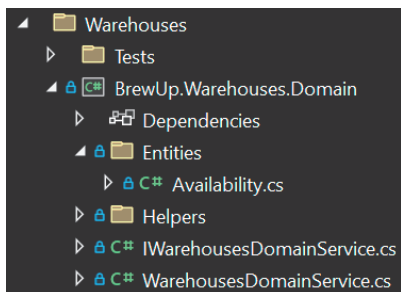 Warehouses
Tests
C# BrewUp.Warehouses.Domain
Dependencies
Entities
C# Availability.cs
Helpers
C# IWarehousesDomainService.cs
C# WarehousesDomainService.cs